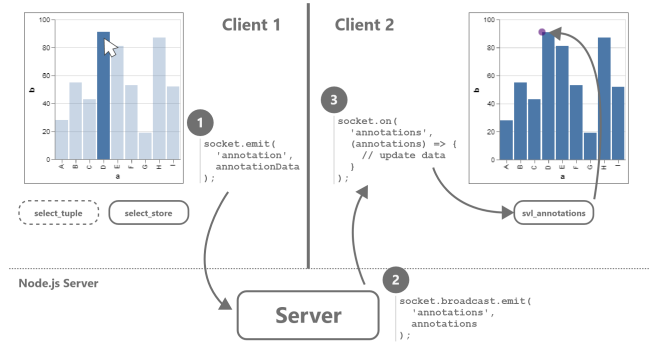 Client 1
Client 2
100
80
60
40
20
0
b
A
B
C
D
E
F
G
H
I
a
1
socket.emit(
'annotation',
annotationData
);
select_tuple
select_store
3
socket.on(
'annotations',
(annotations) => {
// update data
}
);
100
80
60
40
20
0
b
A
B
C
D
E
F
G
H
I
a
svl_annotations
Node.js Server
Server
2
socket.broadcast.emit(
'annotations',
annotations
);